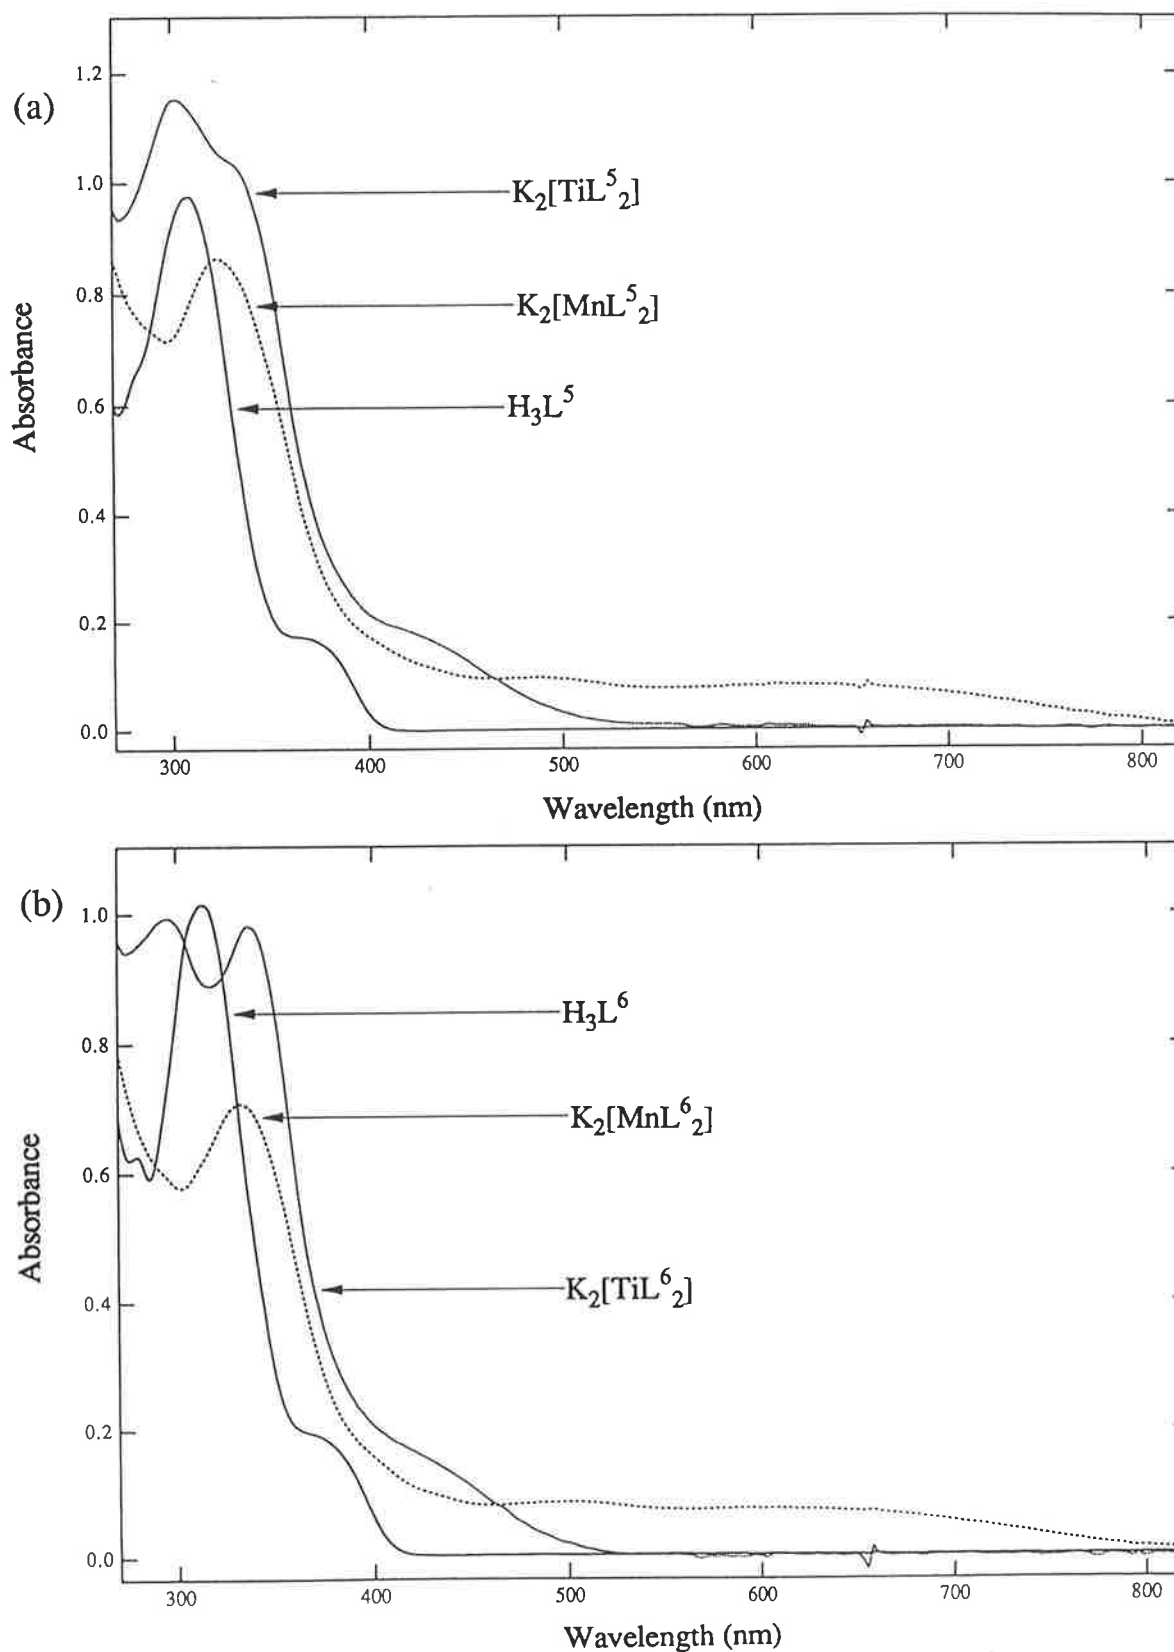 (a)
1.2
1.0
0.8
0.6
0.4
0.2
0.0
Absorbance
K₂[TiL⁵₂]
K₂[MnL⁵₂]
H₃L⁵
300 400 500 600 700 800
Wavelength (nm)
(b)
1.0
0.8
0.6
0.4
0.2
0.0
Absorbance
H₃L⁶
K₂[MnL⁶₂]
K₂[TiL⁶₂]
300 400 500 600 700 800
Wavelength (nm)